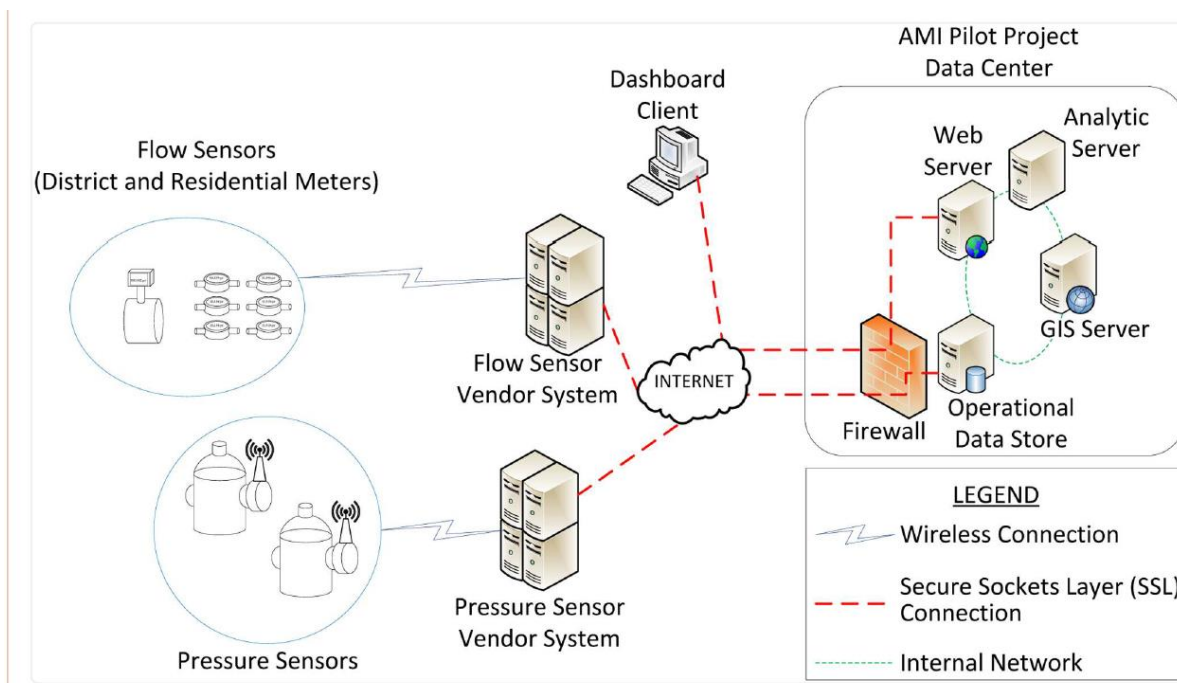 AMI Pilot Project
Data Center
Dashboard
Client
Analytic
Server
Web
Server
Flow Sensors
(District and Residential Meters)
GIS Server
Flow Sensor
Vendor System
INTERNET
Firewall
Operational
Data Store
Pressure Sensor
Vendor System
Pressure Sensors
LEGEND
Wireless Connection
Secure Sockets Layer (SSL)
Connection
Internal Network